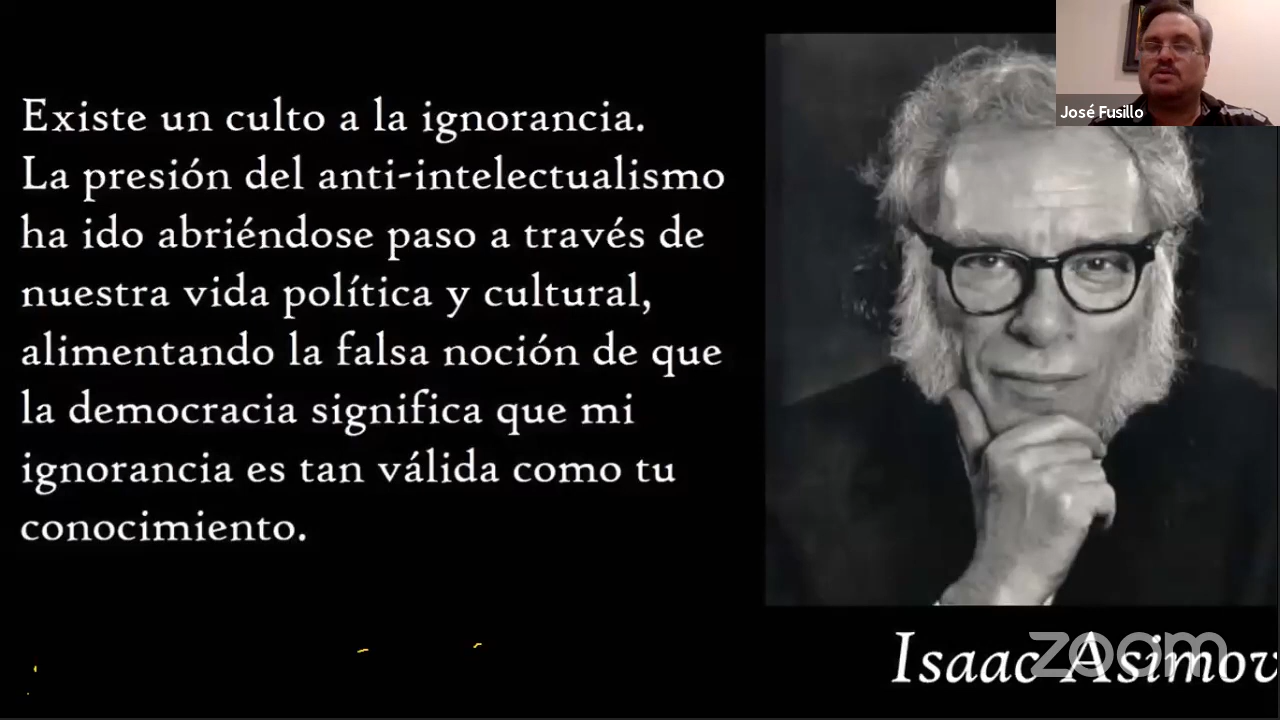 José Fusillo
Existe un culto a la ignorancia.
La presión del anti-intelectualismo
ha ido abriéndose paso a través de
nuestra vida política y cultural,
alimentando la falsa noción de que
la democracia significa que mi
ignorancia es tan válida como tu
conocimiento.
Isaac Asimov
zoom